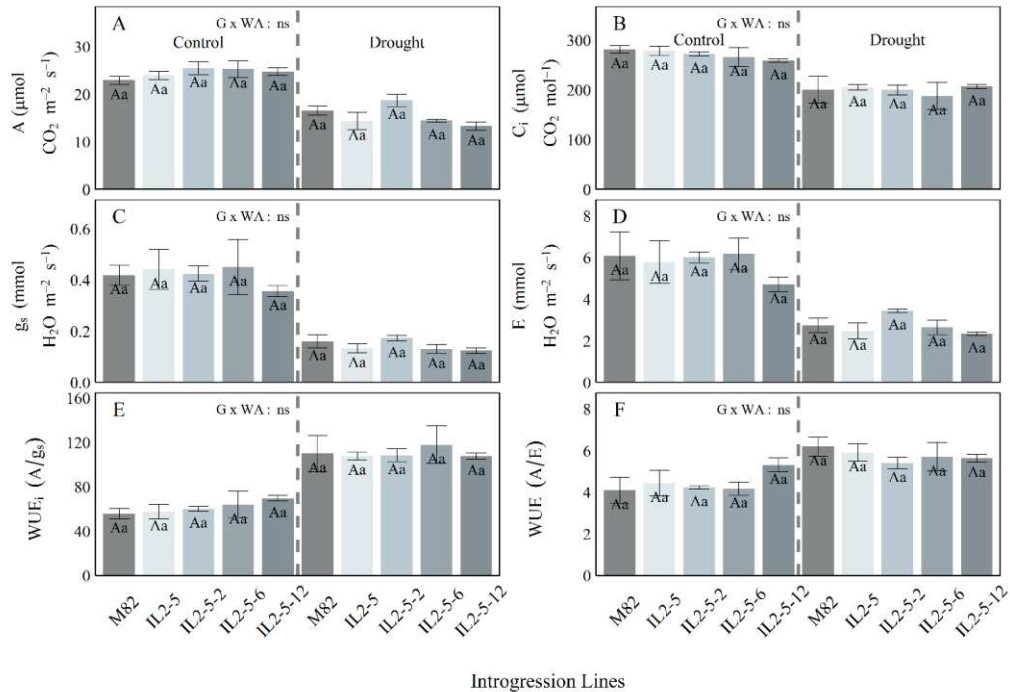 A
G x WA : ns
Control
Drought
A (µmol
CO₂ m⁻² s⁻¹)
30
20
10
0
Aa Aa Aa Aa Aa Aa Aa Aa Aa Aa
B
G x WA : ns
Control
Drought
Cᵢ (µmol
CO₂ mol⁻¹)
300
200
100
0
Aa Aa Aa Aa Aa Aa Aa Aa Aa Aa
C
G x WA : ns
gₛ (mmol
H₂O m⁻² s⁻¹)
0.6
0.4
0.2
0.0
Aa Aa Aa Aa Aa Aa Aa Aa Aa Aa
D
G x WA : ns
E (mmol
H₂O m⁻² s⁻¹)
8
6
4
2
0
Aa Aa Aa Aa Aa Aa Aa Aa Aa Aa
E
G x WA : ns
WUEᵢ (A/gₛ)
160
120
80
40
0
Aa Aa Aa Aa Aa Aa Aa Aa Aa Aa
F
G x WA : ns
WUE (A/E)
8
6
4
2
0
Aa Aa Aa Aa Aa Aa Aa Aa Aa Aa
M82 IL2-5 IL2-5-2 IL2-5-6 IL2-5-12 M82 IL2-5 IL2-5-2 IL2-5-6 IL2-5-12
M82 IL2-5 IL2-5-2 IL2-5-6 IL2-5-12 M82 IL2-5 IL2-5-2 IL2-5-6 IL2-5-12
Introgression Lines